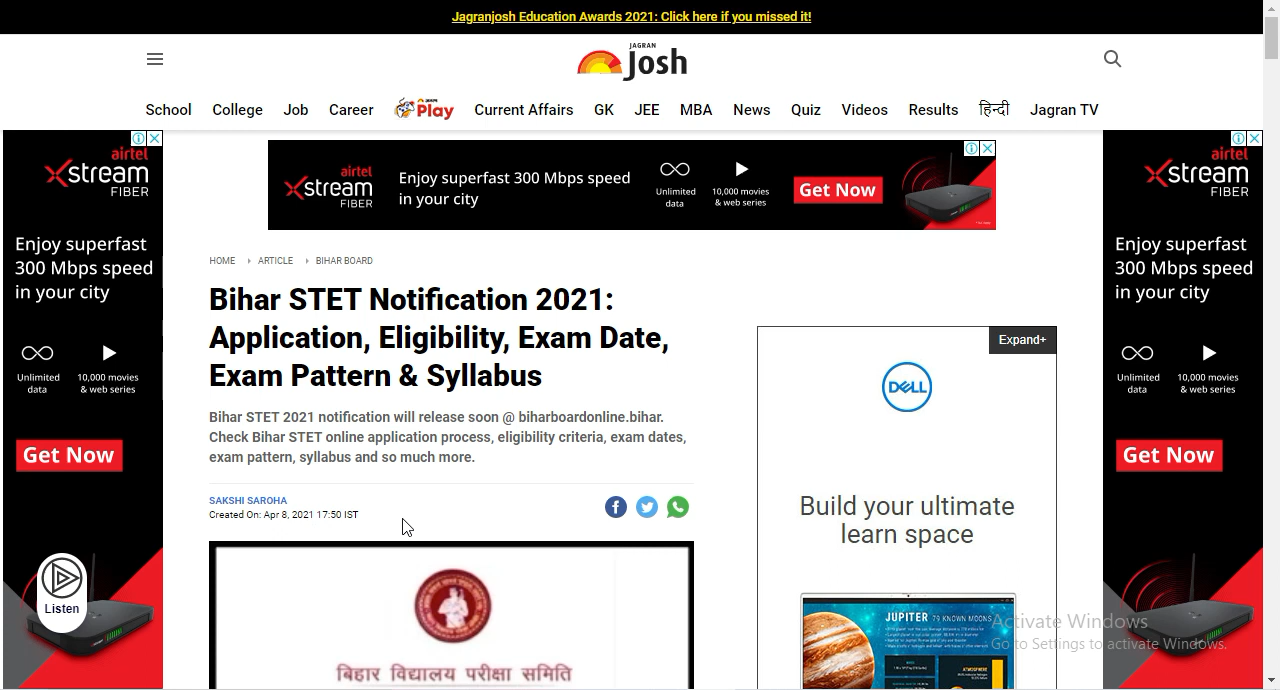 Jagranjosh Education Awards 2021: Click here if you missed it!
JAGRAN
Josh
School College Job Career Play Current Affairs GK JEE MBA News Quiz Videos Results हिन्दी Jagran TV
airtel
Xstream
FIBER
Enjoy superfast
300 Mbps speed
in your city
Unlimited
data
10,000 movies
& web series
Get Now
Listen
airtel
Xstream
FIBER
Enjoy superfast 300 Mbps speed
in your city
Unlimited
data
10,000 movies
& web series
Get Now
HOME ARTICLE BIHAR BOARD
Bihar STET Notification 2021:
Application, Eligibility, Exam Date,
Exam Pattern & Syllabus
Bihar STET 2021 notification will release soon @ biharboardonline.bihar.
Check Bihar STET online application process, eligibility criteria, exam dates,
exam pattern, syllabus and so much more.
SAKSHI SAROHA
Created On: Apr 8, 2021 17:50 IST
बिहार विद्यालय परीक्षा समिति
Expand+
DELL
Build your ultimate
learn space
JUPITER 79 KNOWN MOONS
airtel
Xstream
FIBER
Enjoy superfast
300 Mbps speed
in your city
Unlimited
data
10,000 movies
& web series
Get Now
Activate Windows
Go to Settings to activate Windows.